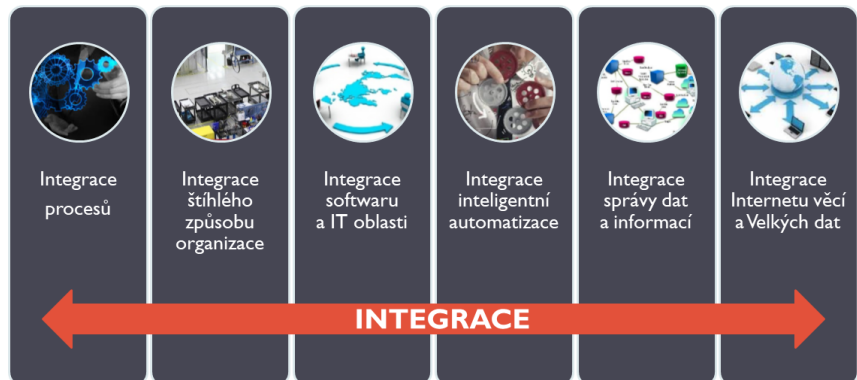 Integrace
procesů
Integrace
štíhlého
způsobu
organizace
Integrace
softwaru
a IT oblasti
Integrace
inteligentní
automatizace
Integrace
správy dat
a informací
Integrace
Internetu věcí
a Velkých dat
INTEGRACE